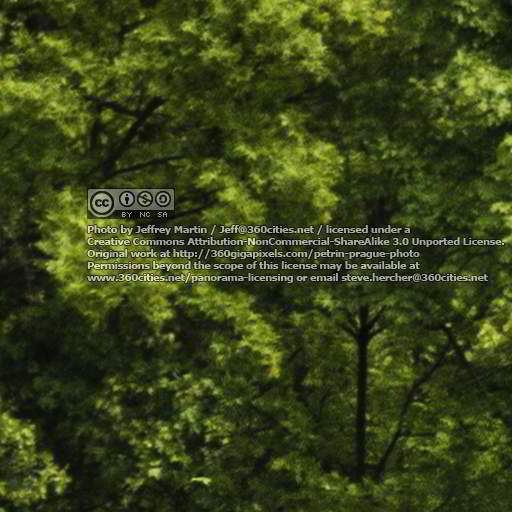 cc
BY NC SA
Photo by Jeffrey Martin / Jeff@360cities.net / licensed under a
Creative Commons Attribution-NonCommercial-ShareAlike 3.0 Unported License.
Original work at http://360gigapixels.com/petrin-prague-photo
Permissions beyond the scope of this license may be available at
www.360cities.net/panorama-licensing or email steve.hercher@360cities.net